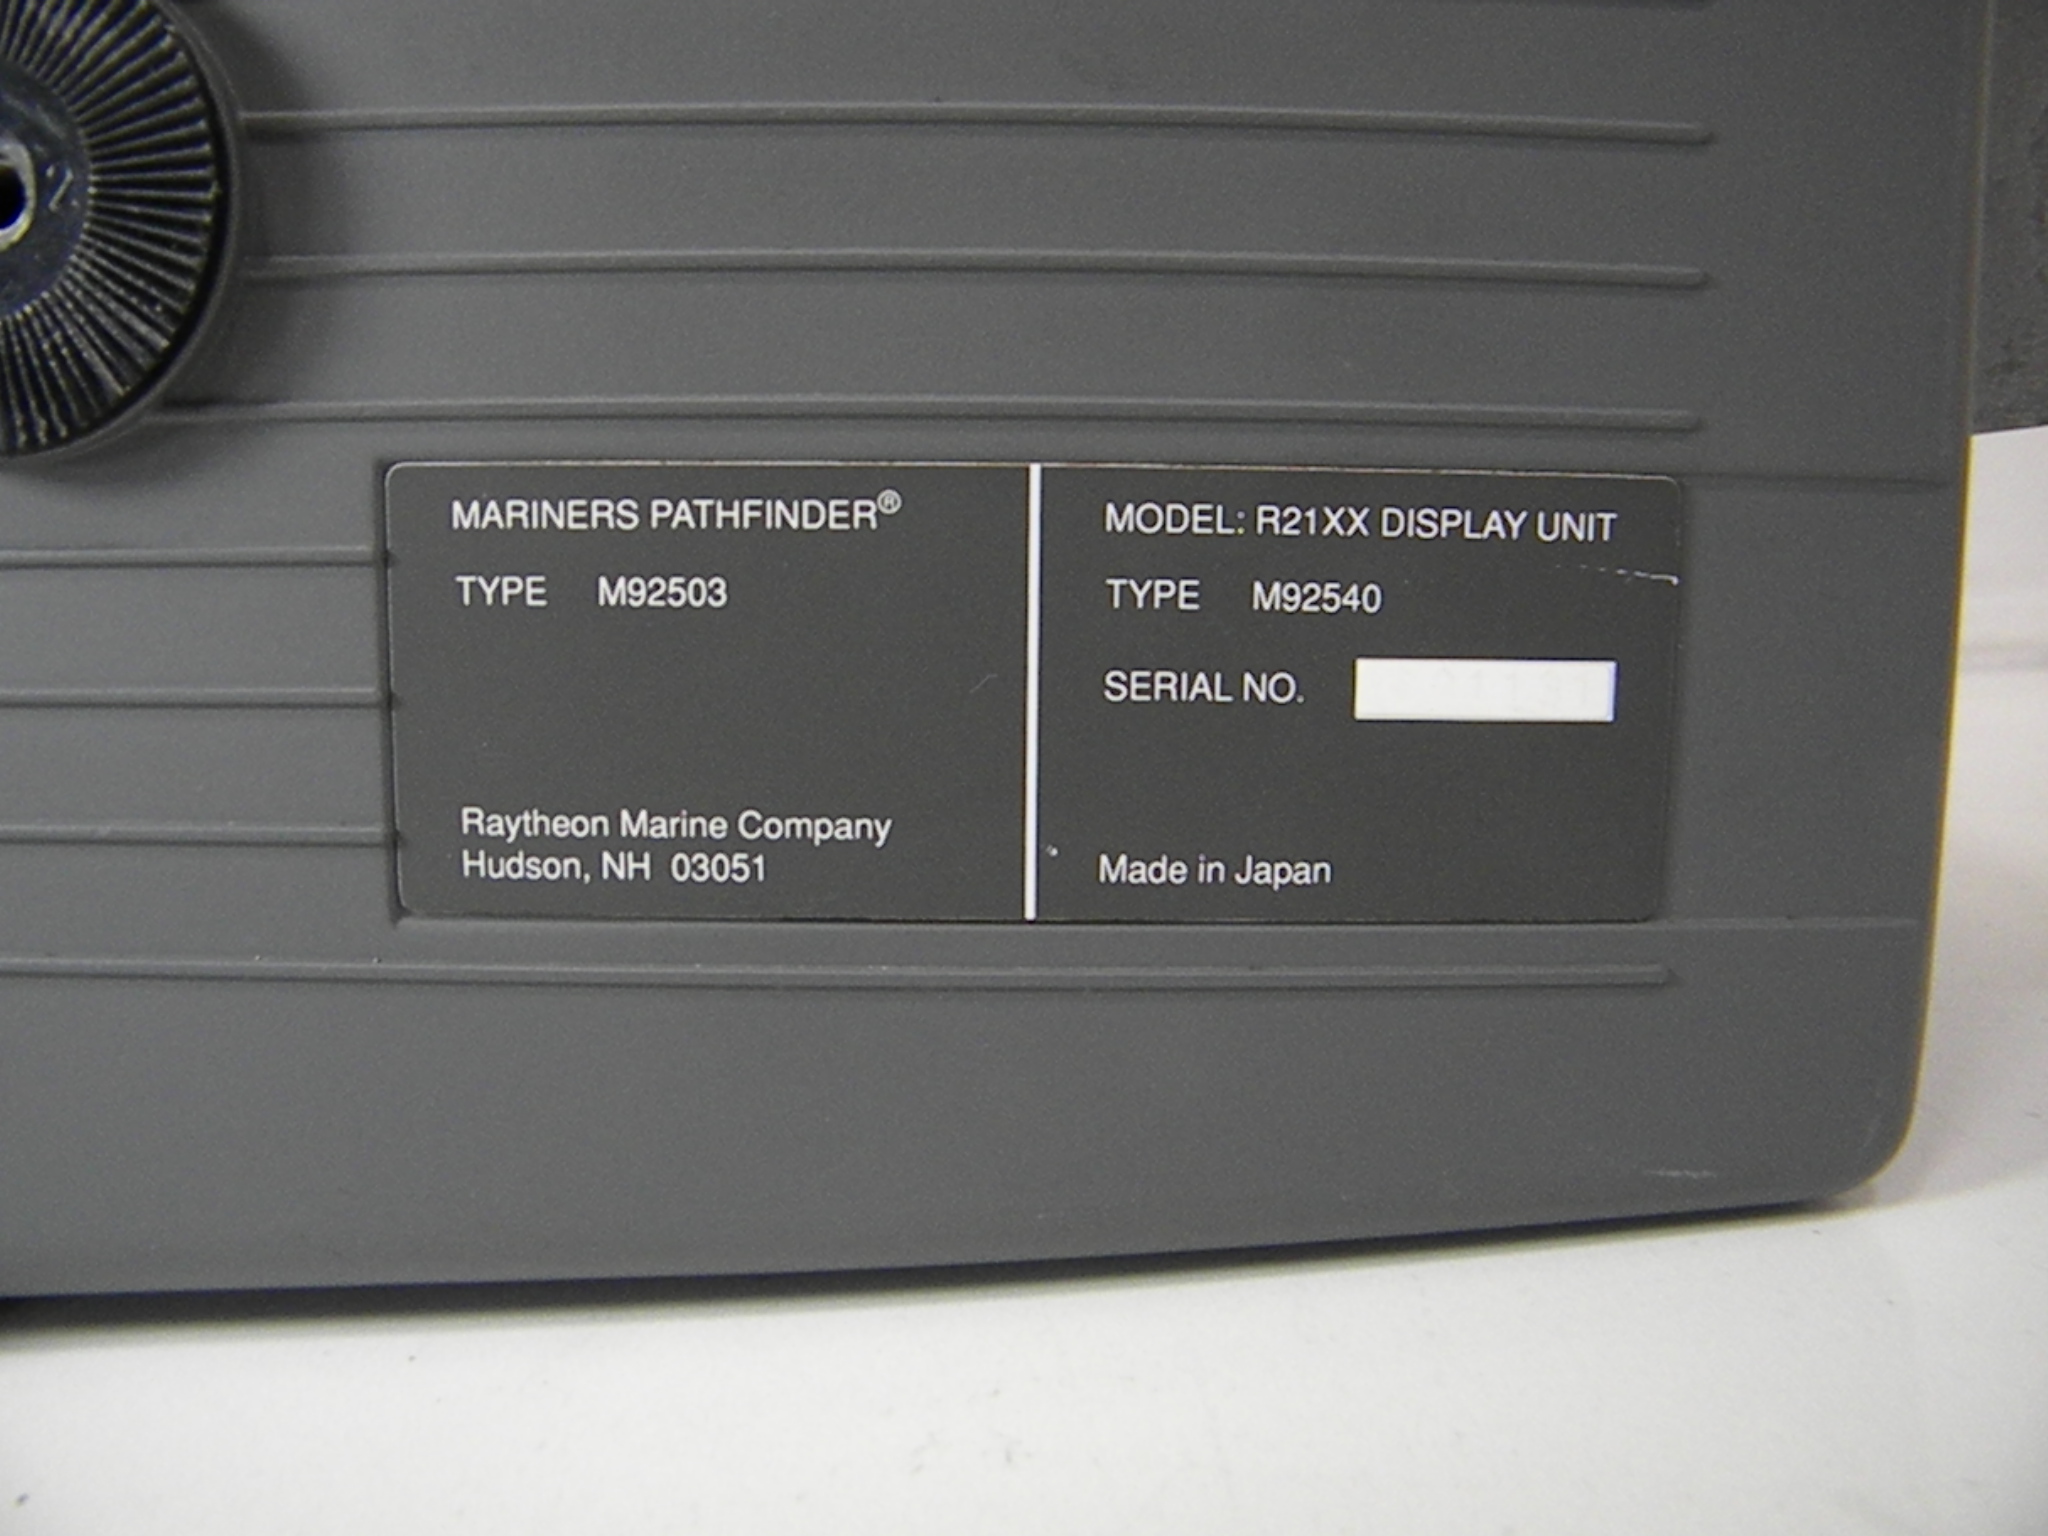 MARINERS PATHFINDER®
TYPE M92503
Raytheon Marine Company
Hudson, NH 03051
MODEL: R21XX DISPLAY UNIT
TYPE M92540
SERIAL NO.
Made in Japan